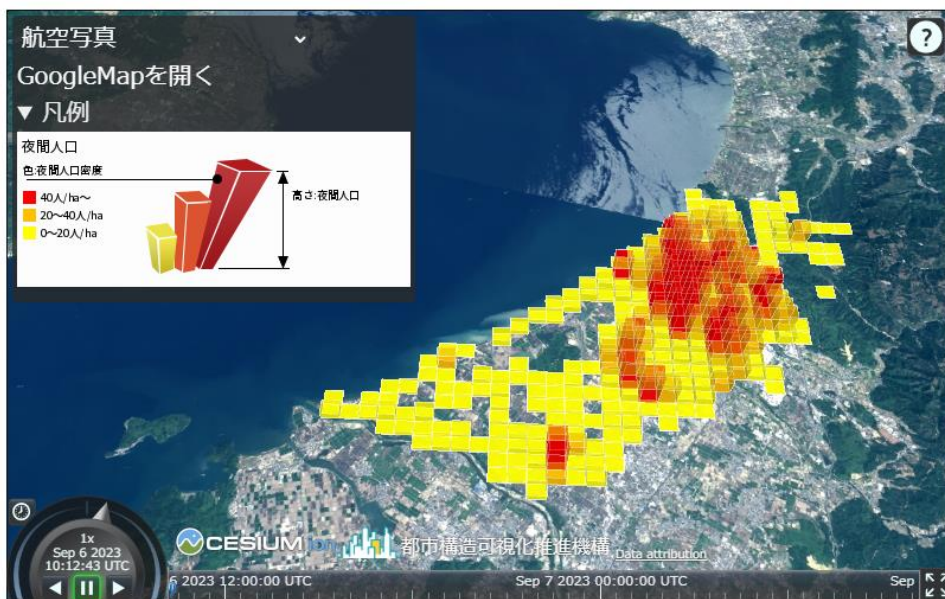 航空写真
?
GoogleMapを開く
▼ 凡例
夜間人口
色:夜間人口密度
40人/ha～
20～40人/ha
0～20人/ha
高さ:夜間人口
1x
Sep 6 2023
10:12:43 UTC
CESIUM ion
都市構造可視化推進機構
Data attribution
6 2023 12:00:00 UTC
Sep 7 2023 00:00:00 UTC
Sep